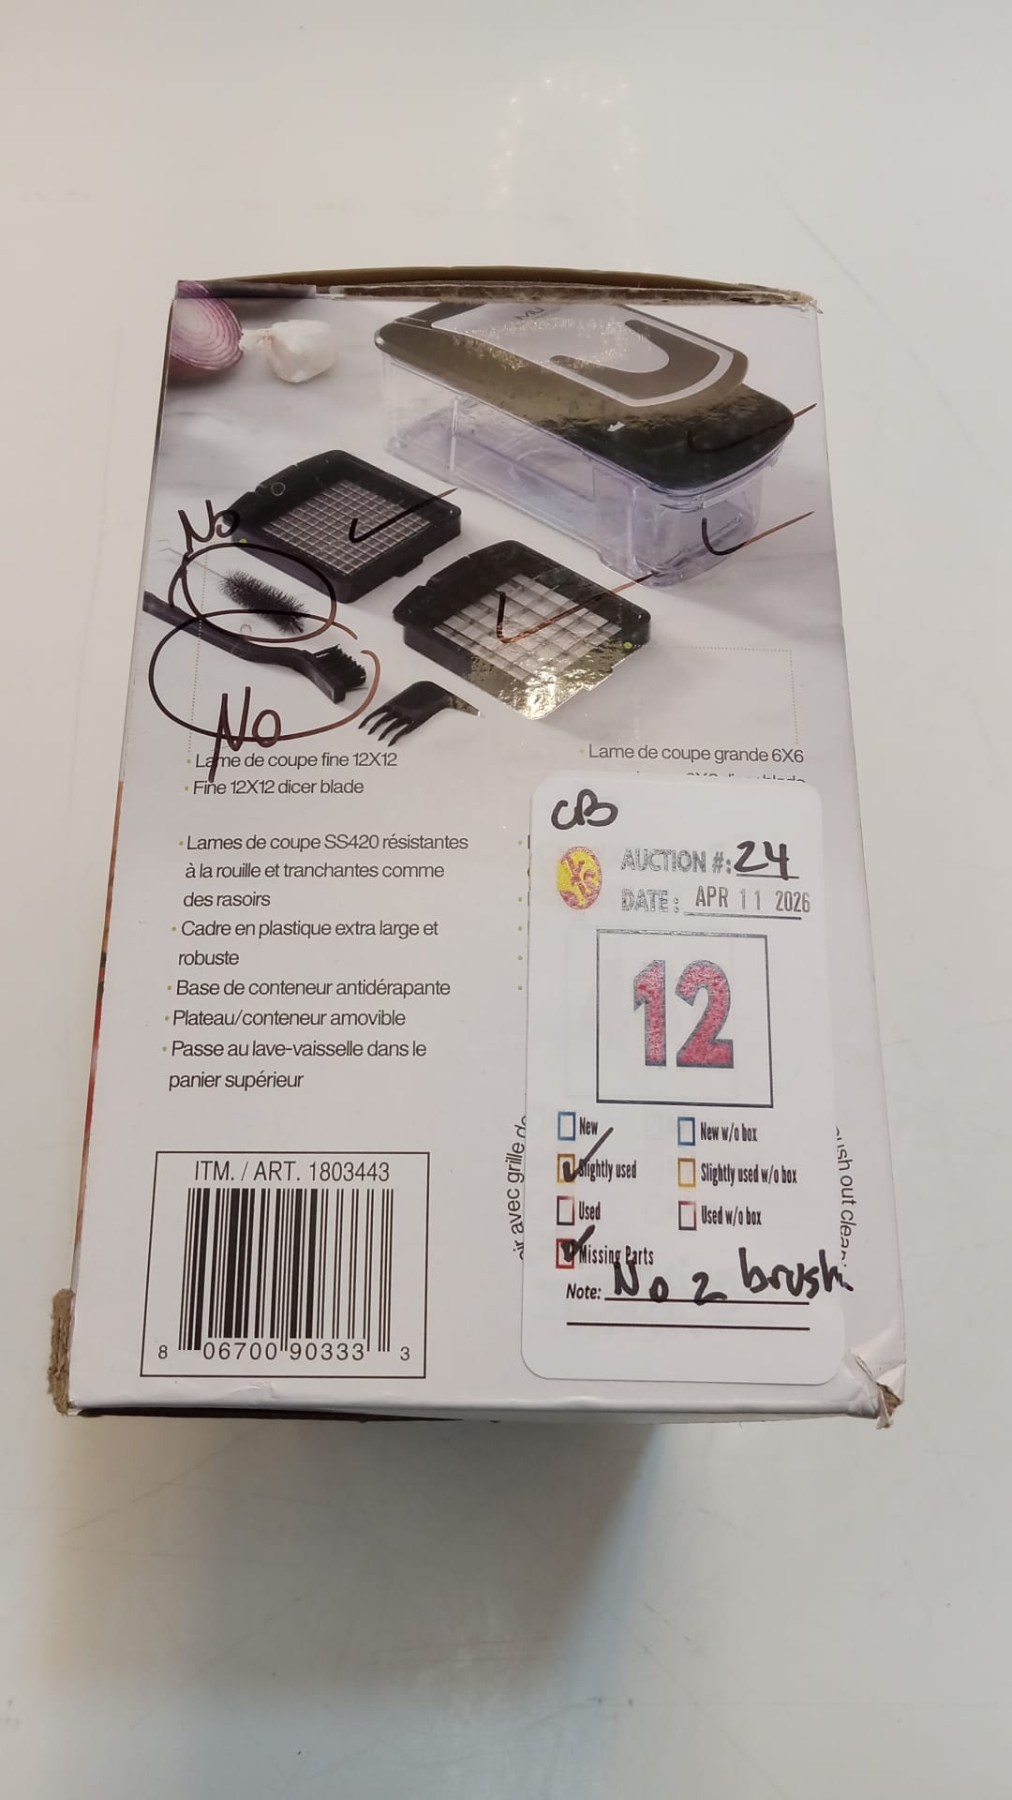 No
No
Lame de coupe fine 12X12
Fine 12X12 dicer blade
Lame de coupe grande 6X6
Lames de coupe SS420 résistantes
à la rouille et tranchantes comme
des rasoirs
Cadre en plastique extra large et
robuste
Base de conteneur antidérapante
Plateau/conteneur amovible
Passe au lave-vaisselle dans le
panier supérieur
ITM. / ART. 1803443
8 06700 90333 3
CB
AUCTION #: 24
DATE: APR 11 2026
12
New
New w/o box
Slightly used
Slightly used w/o box
Used
Used w/o box
Missing Parts
Note: No 2 brush
avec grille de
out